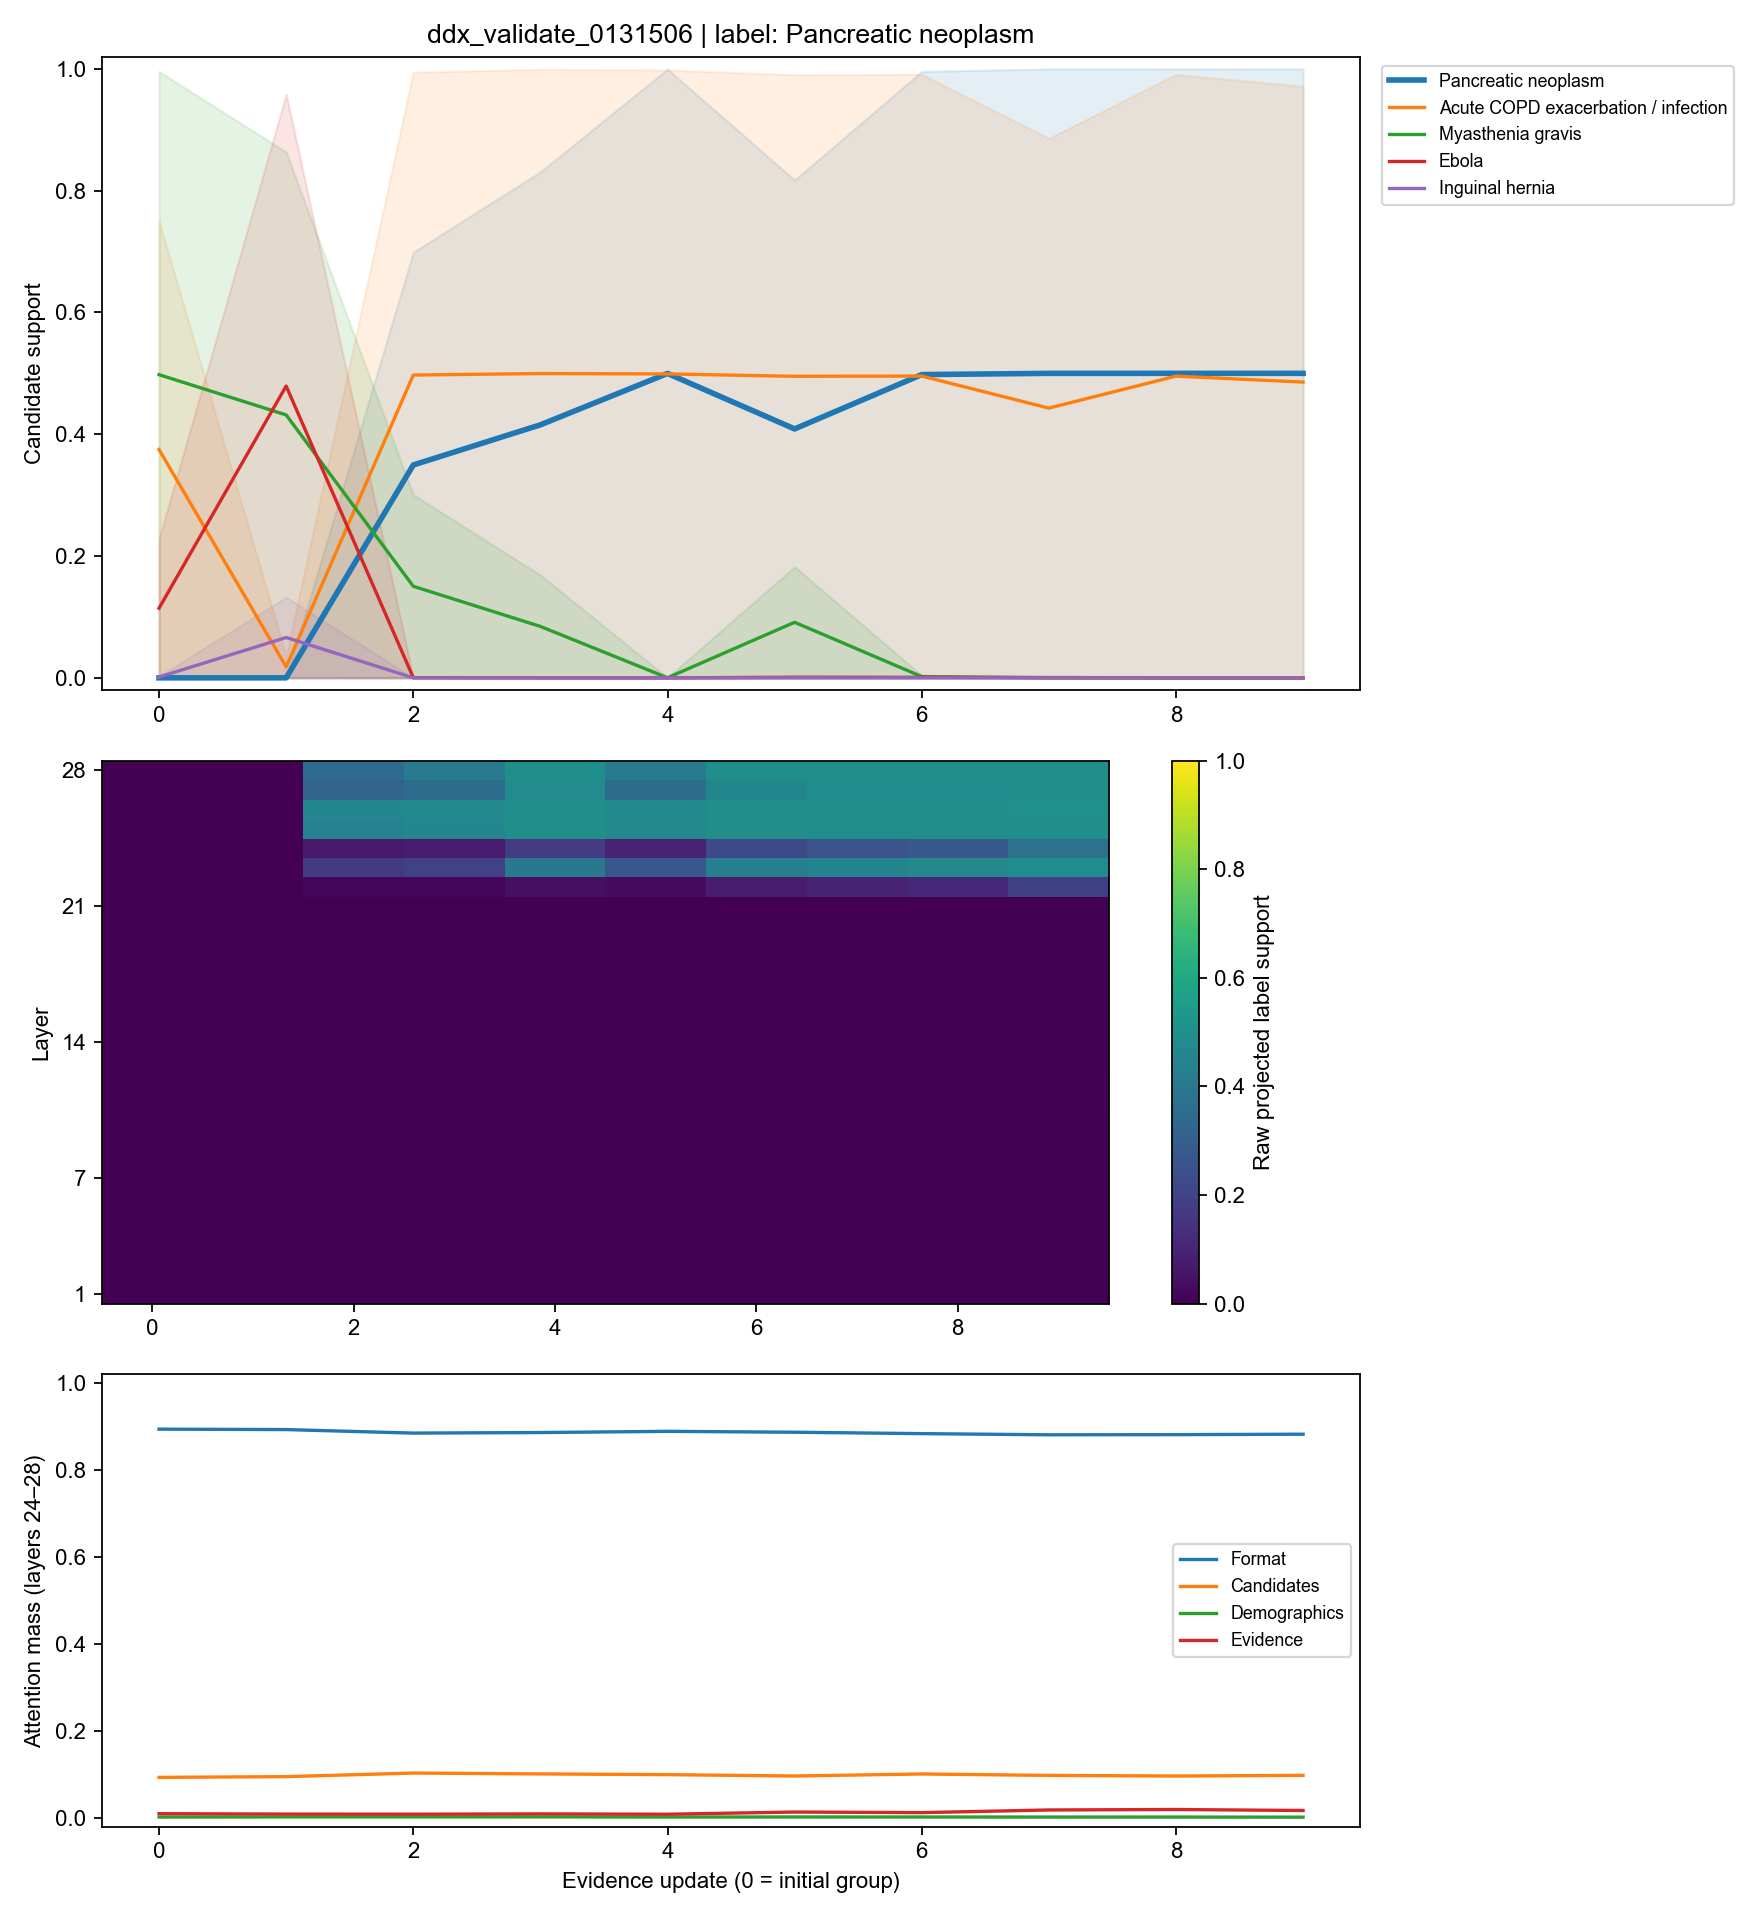 ddx_validate_0131506 | label: Pancreatic neoplasm
Candidate support
1.0
0.8
0.6
0.4
0.2
0.0
0 2 4 6 8
Pancreatic neoplasm
Acute COPD exacerbation / infection
Myasthenia gravis
Ebola
Inguinal hernia
Layer
28
21
14
7
1
0 2 4 6 8
1.0
0.8
0.6
0.4
0.2
0.0
Raw projected label support
Attention mass (layers 24–28)
1.0
0.8
0.6
0.4
0.2
0.0
Format
Candidates
Demographics
Evidence
0 2 4 6 8
Evidence update (0 = initial group)